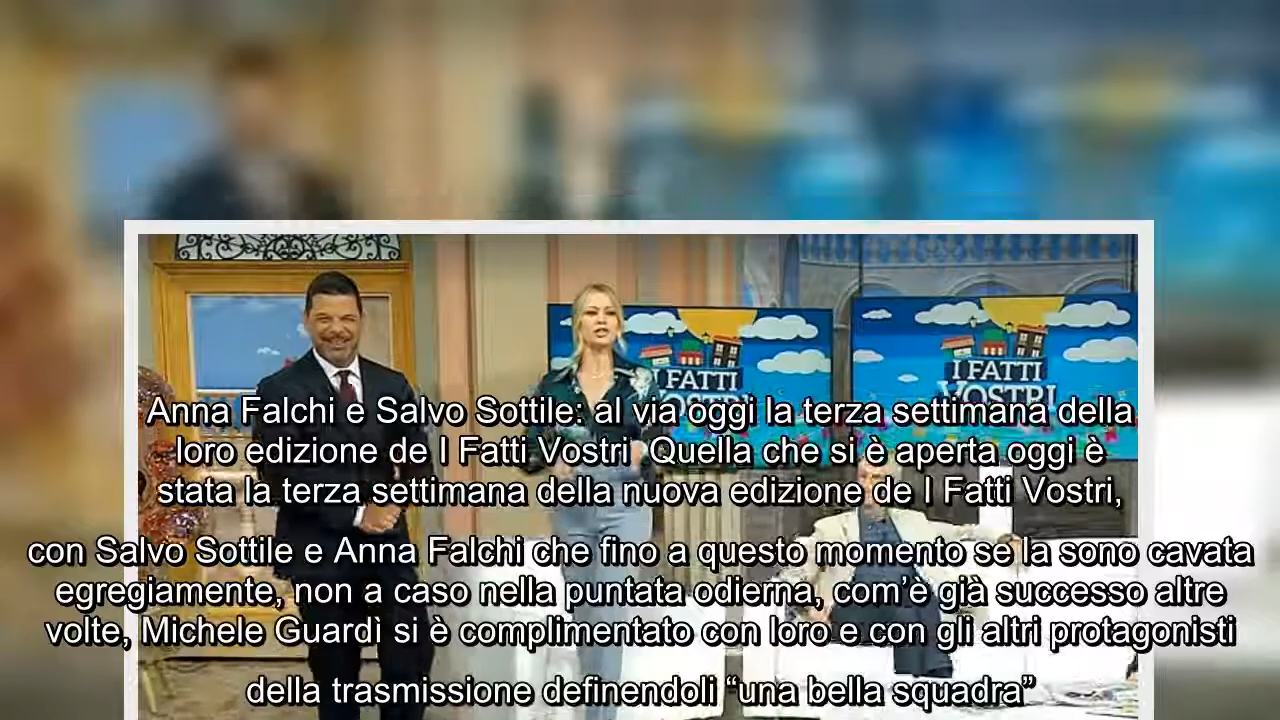 I FATTI
VOSTRI
I FATTI
VOSTRI
Anna Falchi e Salvo Sottile: al via oggi la terza settimana della
loro edizione de I Fatti Vostri  Quella che si è aperta oggi è
stata la terza settimana della nuova edizione de I Fatti Vostri,
con Salvo Sottile e Anna Falchi che fino a questo momento se la sono cavata
egregiamente, non a caso nella puntata odierna, com’è già successo altre
volte, Michele Guardì si è complimentato con loro e con gli altri protagonisti
della trasmissione definendoli “una bella squadra”